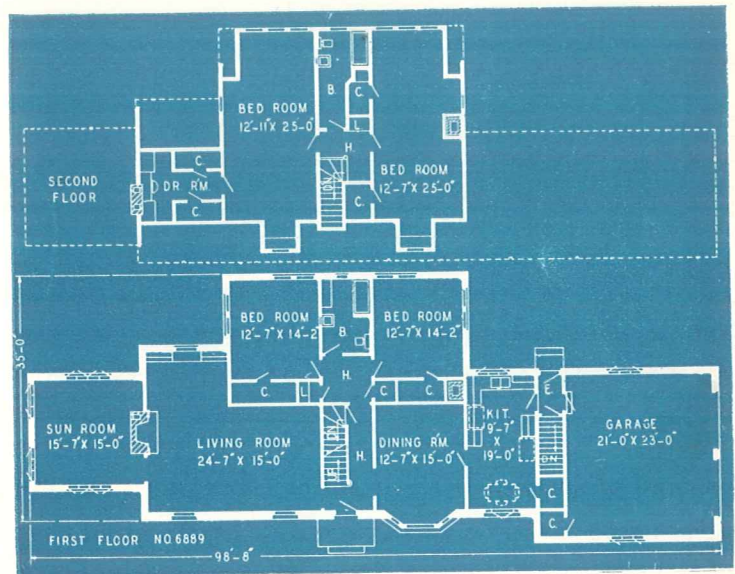 BED ROOM
12'-11" X 25'-0"
B.
C.
L.
H.
DN
C.
BED ROOM
12'-7" X 25'-0"
C.
DR. R'M.
C.
SECOND
FLOOR
35'-0"
BED ROOM
12'-7" X 14'-2"
B.
BED ROOM
12'-7" X 14'-2"
C.
L.
H.
C.
C.
SUN ROOM
15'-7" X 15'-0"
LIVING ROOM
24'-7" X 15'-0"
DN
UP
H.
DINING R'M.
12'-7" X 15'-0"
KIT.
9'-7"
X
19'-0"
E.
DN.
C.
C.
GARAGE
21'-0" X 23'-0"
FIRST FLOOR NO. 6889
98'-8"